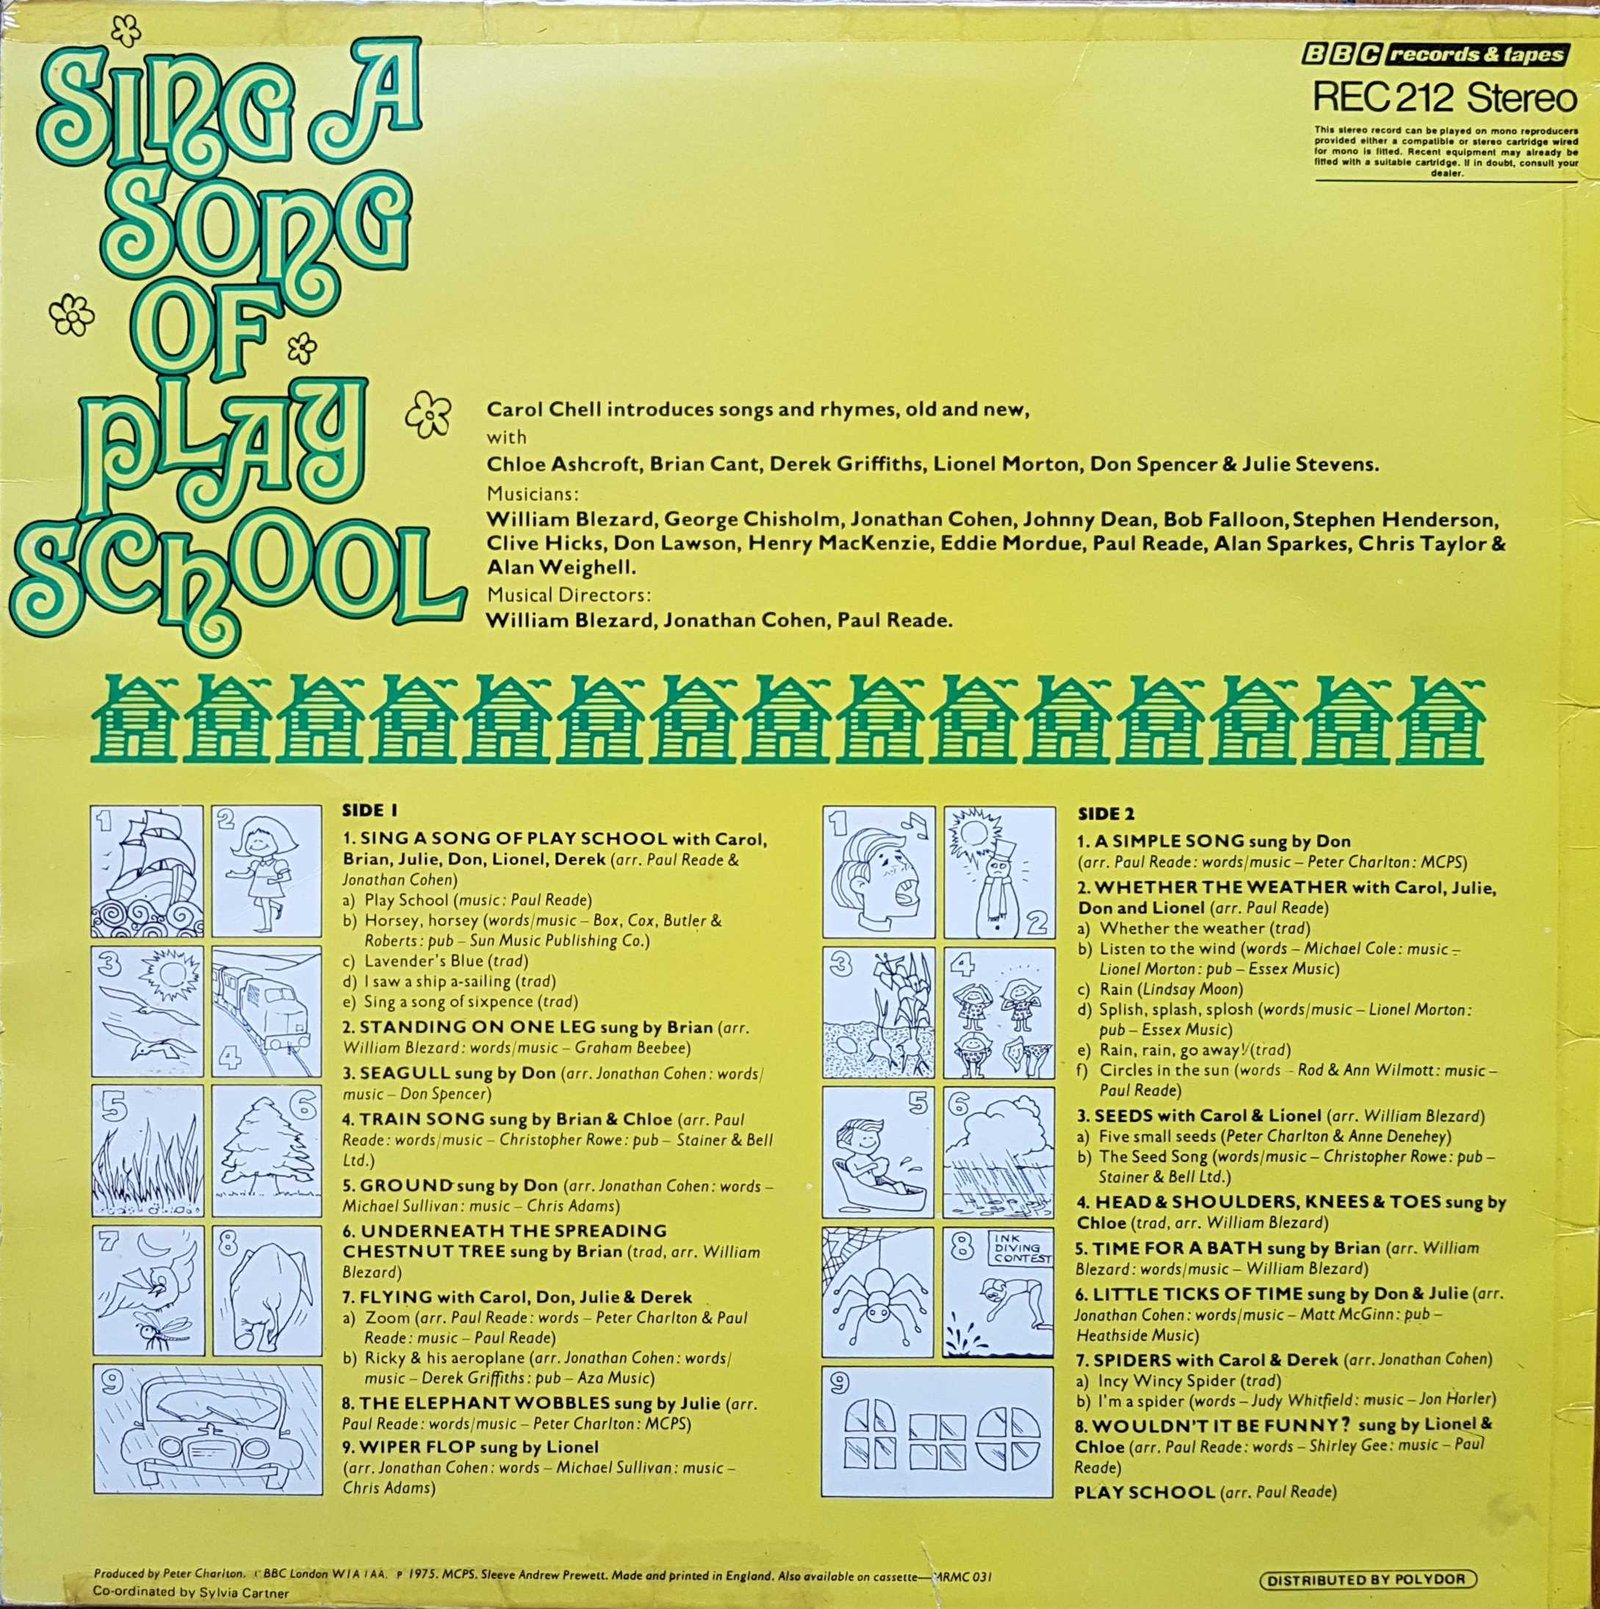 SING A
SONG
OF
PLAY
SCHOOL
BBC records & tapes
REC 212 Stereo
This stereo record can be played on mono reproducers
provided either a compatible or stereo cartridge wired
for mono is fitted. Recent equipment may already be
fitted with a suitable cartridge. If in doubt, consult your
dealer.
Carol Chell introduces songs and rhymes, old and new,
with
Chloe Ashcroft, Brian Cant, Derek Griffiths, Lionel Morton, Don Spencer & Julie Stevens.
Musicians:
William Blezard, George Chisholm, Jonathan Cohen, Johnny Dean, Bob Falloon, Stephen Henderson,
Clive Hicks, Don Lawson, Henry MacKenzie, Eddie Mordue, Paul Reade, Alan Sparkes, Chris Taylor &
Alan Weighell.
Musical Directors:
William Blezard, Jonathan Cohen, Paul Reade.
1
2
3
4
5
6
7
8
9
SIDE 1
1. SING A SONG OF PLAY SCHOOL with Carol,
Brian, Julie, Don, Lionel, Derek (arr. Paul Reade &
Jonathan Cohen)
a) Play School (music: Paul Reade)
b) Horsey, horsey (words/music – Box, Cox, Butler &
Roberts: pub – Sun Music Publishing Co.)
c) Lavender's Blue (trad)
d) I saw a ship a-sailing (trad)
e) Sing a song of sixpence (trad)
2. STANDING ON ONE LEG sung by Brian (arr.
William Blezard: words/music – Graham Beebee)
3. SEAGULL sung by Don (arr. Jonathan Cohen: words/
music – Don Spencer)
4. TRAIN SONG sung by Brian & Chloe (arr. Paul
Reade: words/music – Christopher Rowe: pub – Stainer & Bell
Ltd.)
5. GROUND sung by Don (arr. Jonathan Cohen: words –
Michael Sullivan: music – Chris Adams)
6. UNDERNEATH THE SPREADING
CHESTNUT TREE sung by Brian (trad, arr. William
Blezard)
7. FLYING with Carol, Don, Julie & Derek
a) Zoom (arr. Paul Reade: words – Peter Charlton & Paul
Reade: music – Paul Reade)
b) Ricky & his aeroplane (arr. Jonathan Cohen: words/
music – Derek Griffiths: pub – Aza Music)
8. THE ELEPHANT WOBBLES sung by Julie (arr.
Paul Reade: words/music – Peter Charlton: MCPS)
9. WIPER FLOP sung by Lionel
(arr. Jonathan Cohen: words – Michael Sullivan: music –
Chris Adams)
1
2
3
4
5
6
7
8
INK
DIVING
CONTEST
9
SIDE 2
1. A SIMPLE SONG sung by Don
(arr. Paul Reade: words/music – Peter Charlton: MCPS)
2. WHETHER THE WEATHER with Carol, Julie,
Don and Lionel (arr. Paul Reade)
a) Whether the weather (trad)
b) Listen to the wind (words – Michael Cole: music –
Lionel Morton: pub – Essex Music)
c) Rain (Lindsay Moon)
d) Splish, splash, splosh (words/music – Lionel Morton:
pub – Essex Music)
e) Rain, rain, go away! (trad)
f) Circles in the sun (words – Rod & Ann Wilmott: music –
Paul Reade)
3. SEEDS with Carol & Lionel (arr. William Blezard)
a) Five small seeds (Peter Charlton & Anne Denehey)
b) The Seed Song (words/music – Christopher Rowe: pub –
Stainer & Bell Ltd.)
4. HEAD & SHOULDERS, KNEES & TOES sung by
Chloe (trad, arr. William Blezard)
5. TIME FOR A BATH sung by Brian (arr. William
Blezard: words/music – William Blezard)
6. LITTLE TICKS OF TIME sung by Don & Julie (arr.
Jonathan Cohen: words/music – Matt McGinn: pub –
Heathside Music)
7. SPIDERS with Carol & Derek (arr. Jonathan Cohen)
a) Incy Wincy Spider (trad)
b) I'm a spider (words – Judy Whitfield: music – Jon Harler)
8. WOULDN'T IT BE FUNNY? sung by Lionel &
Chloe (arr. Paul Reade: words – Shirley Gee: music – Paul
Reade)
PLAY SCHOOL (arr. Paul Reade)
Produced by Peter Charlton. © BBC London W1A 1AA. ℗ 1975. MCPS. Sleeve Andrew Prewett. Made and printed in England. Also available on cassette—MRMC 031
Co-ordinated by Sylvia Cartner
DISTRIBUTED BY POLYDOR